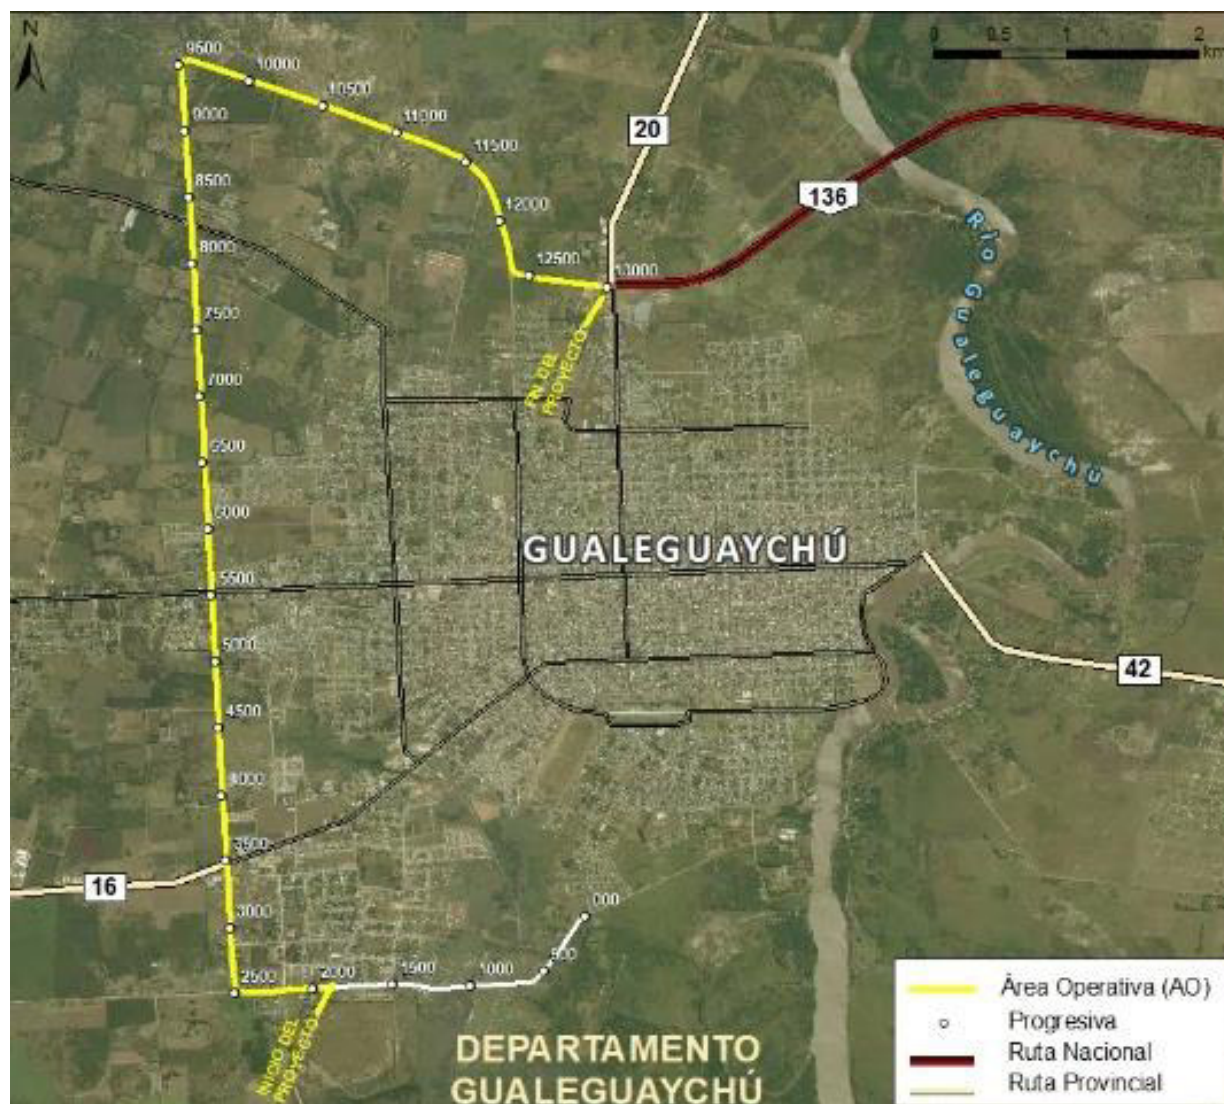 N
0 0.5 1 2
km
9500
10000
10500
11000
11500
12000
12500
13000
9000
8500
8000
7500
7000
6500
6000
5500
5000
4500
4000
3500
3000
2500
2000
1500
1000
500
000
20
136
Río Gualeguaychú
FIN DEL
PROYECTO
GUALEGUAYCHÚ
42
16
INICIO DEL
PROYECTO
DEPARTAMENTO
GUALEGUAYCHÚ
Área Operativa (AO)
Progresiva
Ruta Nacional
Ruta Provincial